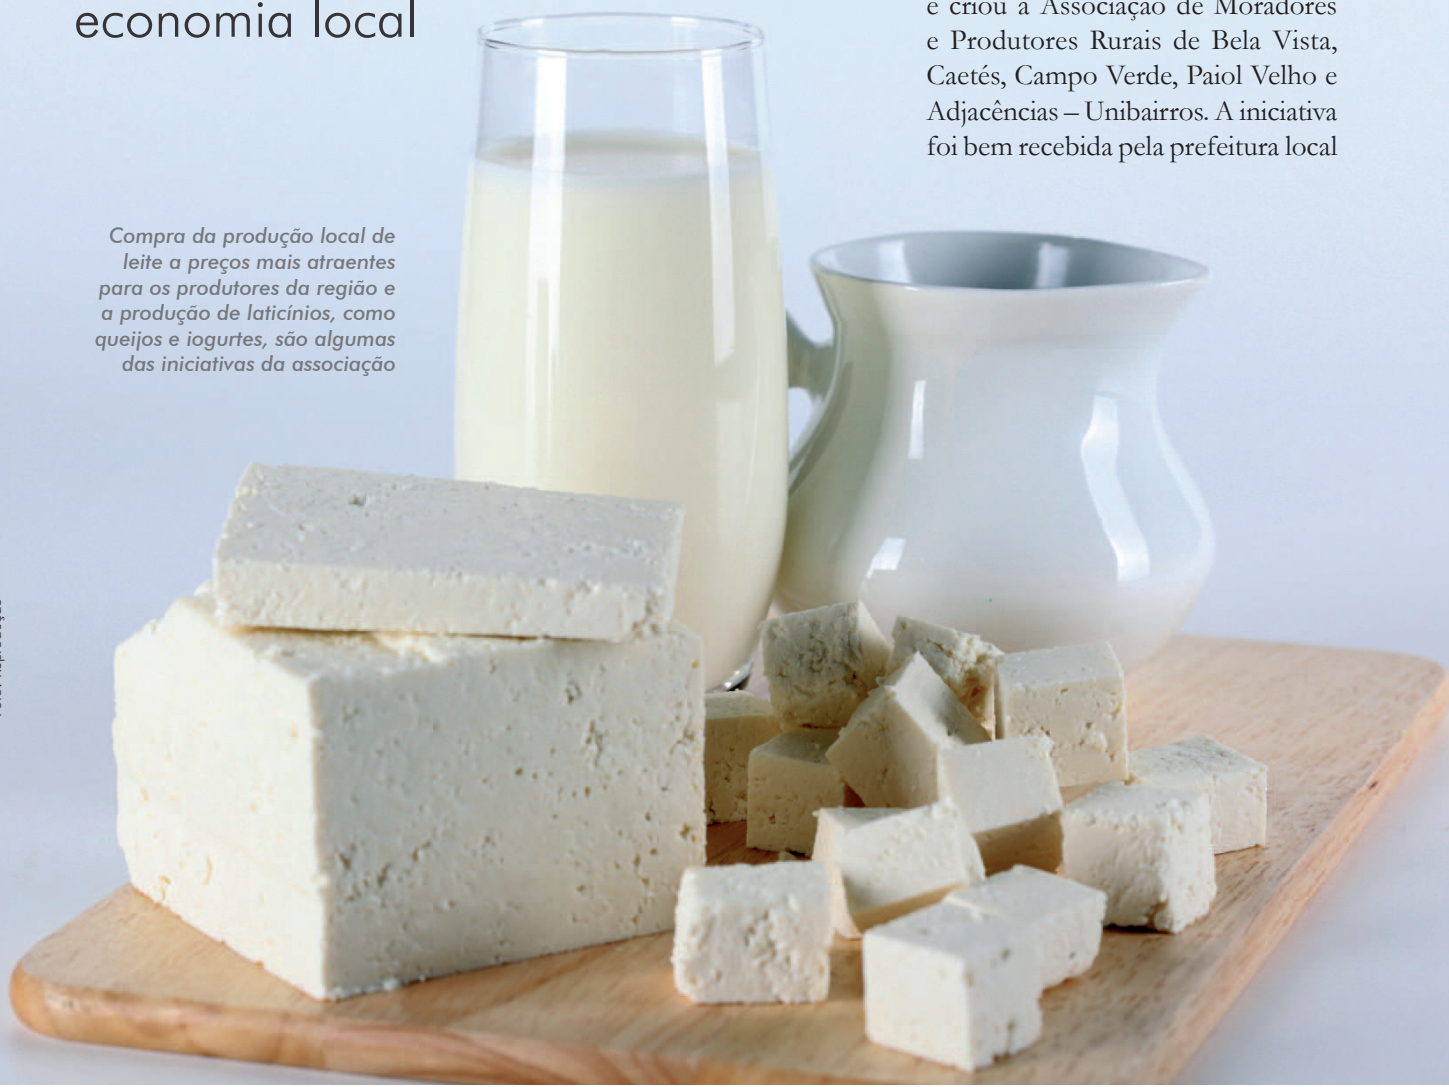 economia local
Compra da produção local de
leite a preços mais atraentes
para os produtores da região e
a produção de laticínios, como
queijos e iogurtes, são algumas
das iniciativas da associação
e criou a Associação de Moradores
e Produtores Rurais de Bela Vista,
Caetés, Campo Verde, Paiol Velho e
Adjacências – Unibairros. A iniciativa
foi bem recebida pela prefeitura local